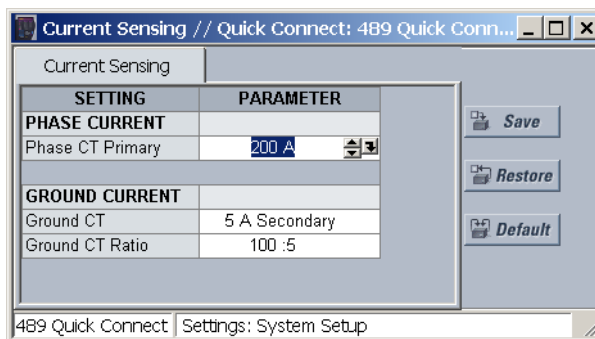 Current Sensing // Quick Connect: 489 Quick Conn...
Current Sensing
SETTING PARAMETER
PHASE CURRENT
Phase CT Primary 200 A
GROUND CURRENT
Ground CT 5 A Secondary
Ground CT Ratio 100 :5
Save
Restore
Default
489 Quick Connect Settings: System Setup